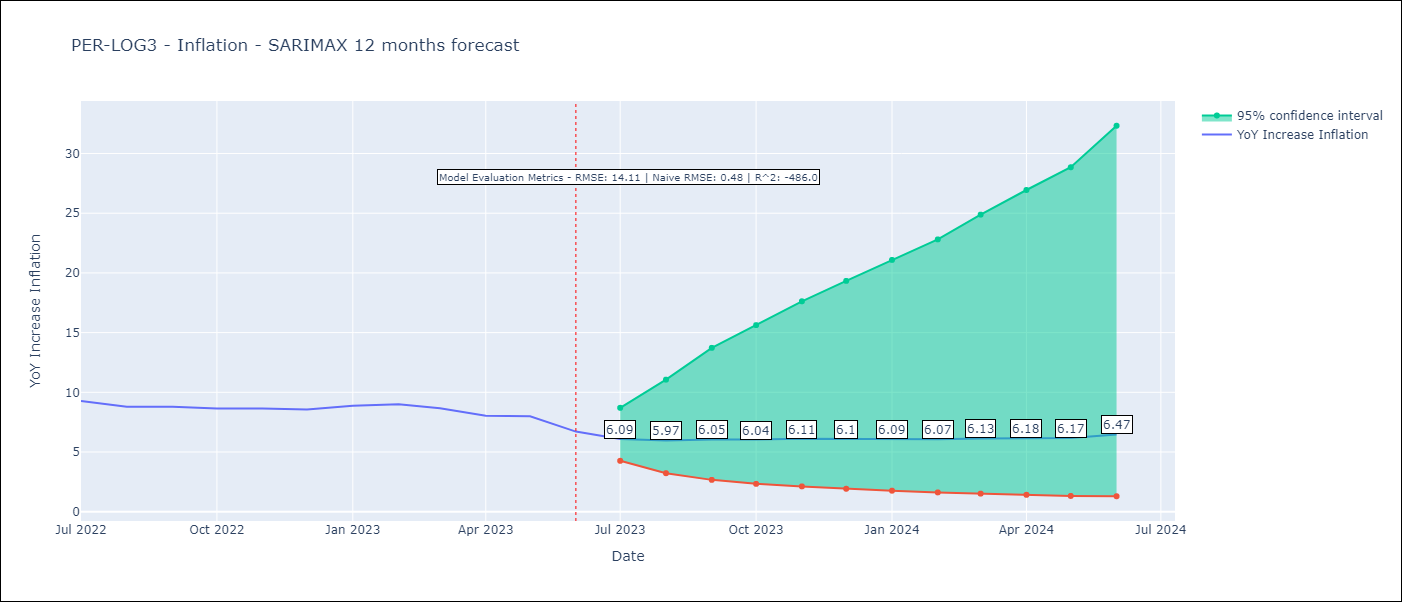 PER-LOG3 - Inflation - SARIMAX 12 months forecast
95% confidence interval
YoY Increase Inflation
Model Evaluation Metrics - RMSE: 14.11 | Naive RMSE: 0.48 | R^2: -486.0
YoY Increase Inflation
30
25
20
15
10
5
0
6.09 5.97 6.05 6.04 6.11 6.1 6.09 6.07 6.13 6.18 6.17 6.47
Jul 2022 Oct 2022 Jan 2023 Apr 2023 Jul 2023 Oct 2023 Jan 2024 Apr 2024 Jul 2024
Date